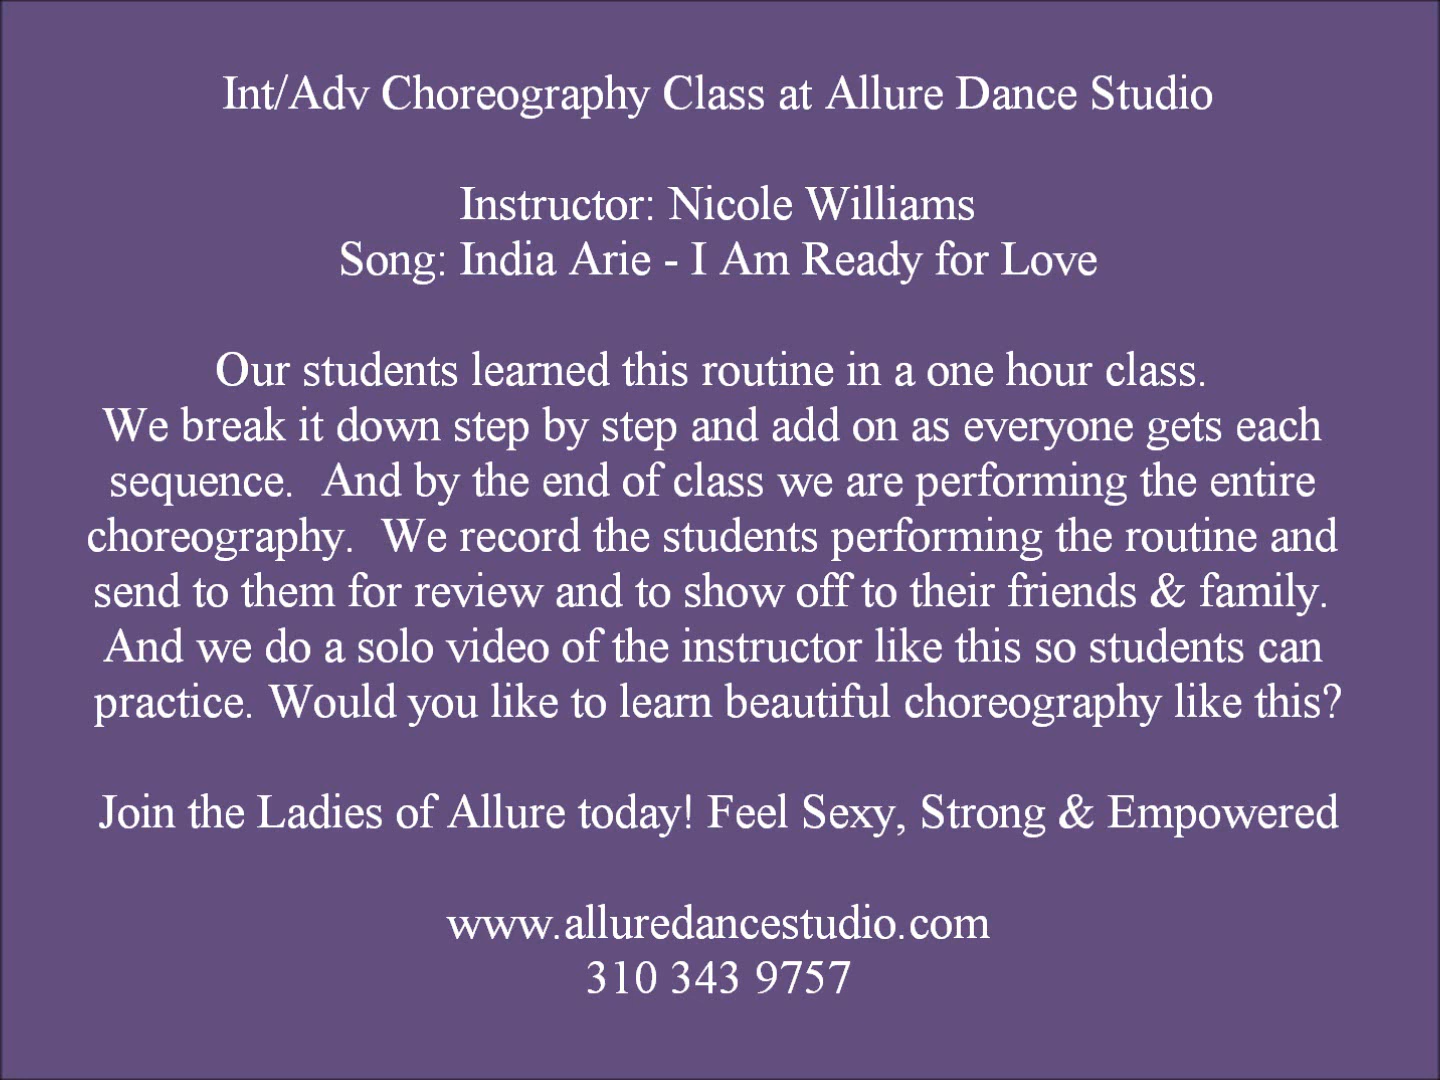 Int/Adv Choreography Class at Allure Dance Studio
Instructor: Nicole Williams
Song: India Arie - I Am Ready for Love
Our students learned this routine in a one hour class.
We break it down step by step and add on as everyone gets each
sequence.  And by the end of class we are performing the entire
choreography.  We record the students performing the routine and
send to them for review and to show off to their friends & family.
And we do a solo video of the instructor like this so students can
practice. Would you like to learn beautiful choreography like this?
Join the Ladies of Allure today! Feel Sexy, Strong & Empowered
www.alluredancestudio.com
310 343 9757